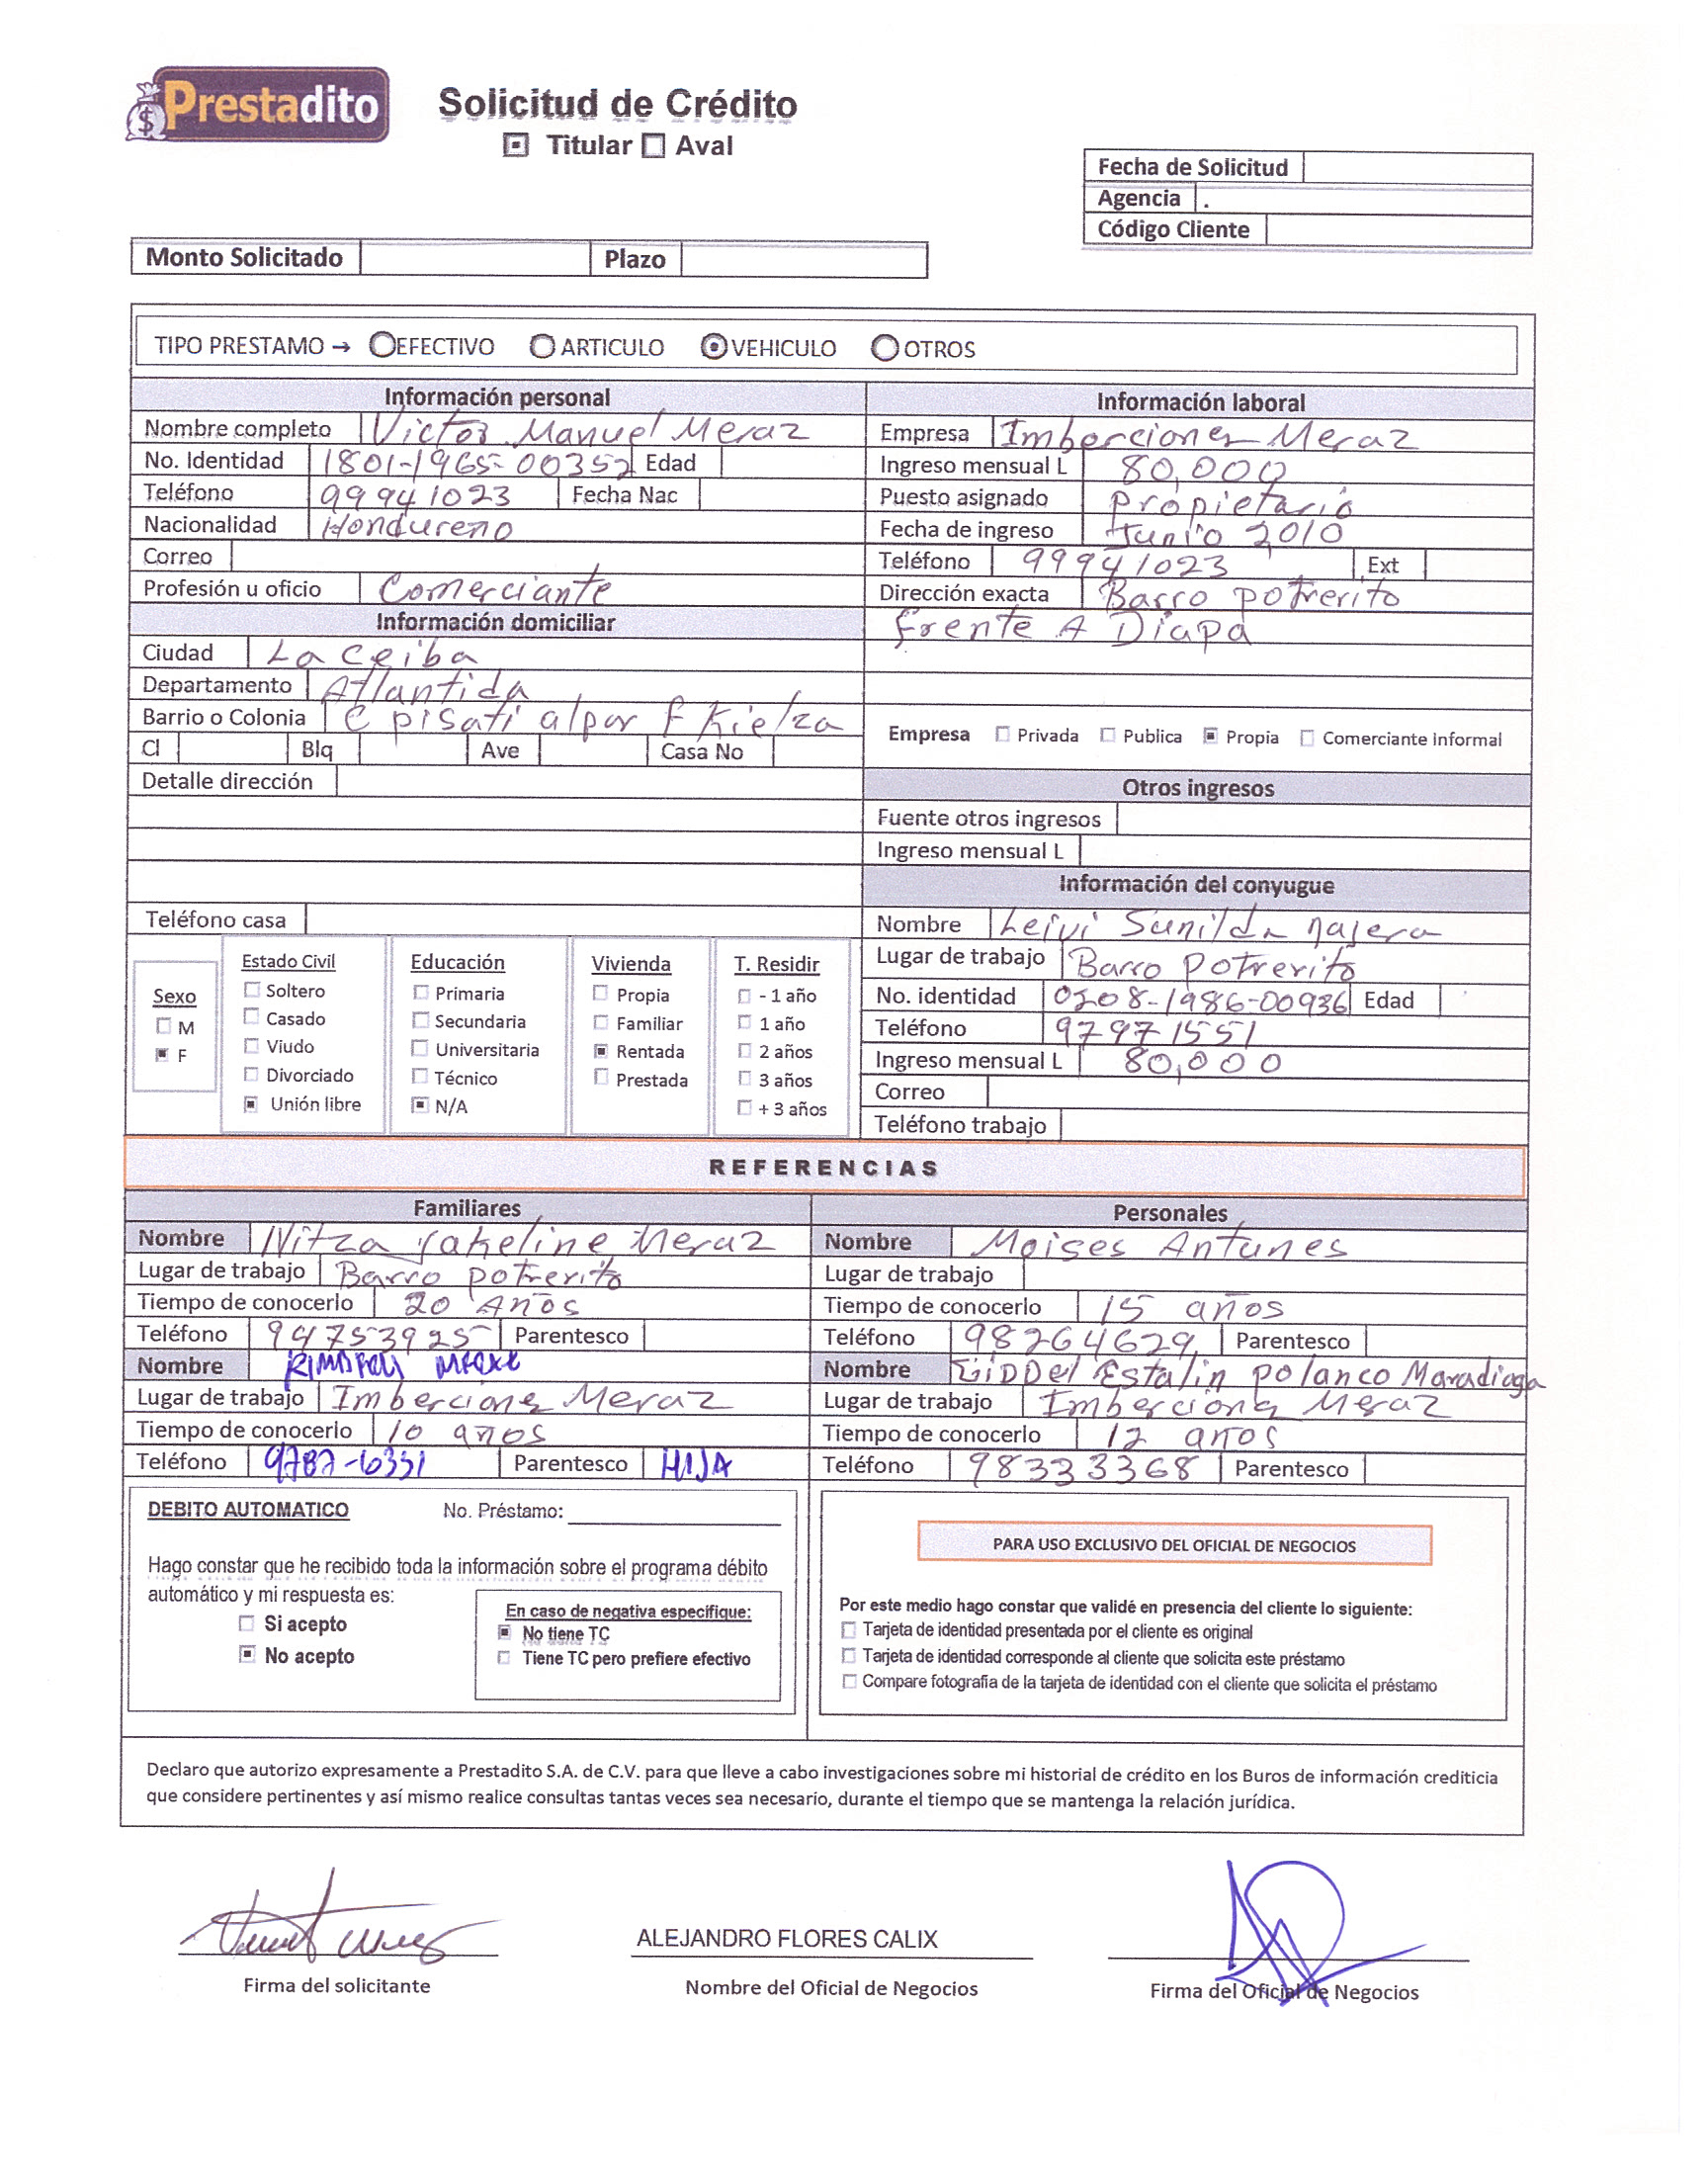 Prestadito
Solicitud de Crédito
Titular Aval
Fecha de Solicitud
Agencia .
Código Cliente
Monto Solicitado Plazo
TIPO PRESTAMO → EFECTIVO ARTICULO VEHICULO OTROS
Información personal
Nombre completo Victor Manuel Meraz
No. Identidad 1801-1965-00352 Edad
Teléfono 99941023 Fecha Nac
Nacionalidad Hondureno
Correo
Profesión u oficio Comerciante
Información domiciliar
Ciudad La ceiba
Departamento Atlantida
Barrio o Colonia C pisati alpar f Kielza
Cl Blq Ave Casa No
Detalle dirección
Teléfono casa
Información laboral
Empresa Imberciones Meraz
Ingreso mensual L 80,000
Puesto asignado propietario
Fecha de ingreso Junio 2010
Teléfono 99941023 Ext
Dirección exacta Barro potrerito
frente A Diapa
Empresa Privada Publica Propia Comerciante informal
Otros ingresos
Fuente otros ingresos
Ingreso mensual L
Información del conyugue
Nombre Leivi Sunilda najera
Lugar de trabajo Barro Potrerito
No. identidad 0208-1986-00936 Edad
Teléfono 97971551
Ingreso mensual L 80,000
Correo
Teléfono trabajo
Sexo
M
F
Estado Civil
Soltero
Casado
Viudo
Divorciado
Unión libre
Educación
Primaria
Secundaria
Universitaria
Técnico
N/A
Vivienda
Propia
Familiar
Rentada
Prestada
T. Residir
- 1 año
1 año
2 años
3 años
+ 3 años
REFERENCIAS
Familiares
Nombre Nitza Yakeline Meraz
Lugar de trabajo Barro potrerito
Tiempo de conocerlo 20 Años
Teléfono 94753925 Parentesco
Nombre
Lugar de trabajo Imberciones Meraz
Tiempo de conocerlo 10 años
Teléfono 9787-6351 Parentesco HIJA
Personales
Nombre Moises Antunes
Lugar de trabajo
Tiempo de conocerlo 15 años
Teléfono 98264629 Parentesco
Nombre Estalin polanco Maradiaga
Lugar de trabajo Imberciones Meraz
Tiempo de conocerlo 12 años
Teléfono 98333368 Parentesco
DEBITO AUTOMATICO No. Préstamo:
Hago constar que he recibido toda la información sobre el programa débito
automático y mi respuesta es:
Si acepto
No acepto
En caso de negativa especifique:
No tiene TC
Tiene TC pero prefiere efectivo
PARA USO EXCLUSIVO DEL OFICIAL DE NEGOCIOS
Por este medio hago constar que validé en presencia del cliente lo siguiente:
Tarjeta de identidad presentada por el cliente es original
Tarjeta de identidad corresponde al cliente que solicita este préstamo
Compare fotografia de la tarjeta de identidad con el cliente que solicita el préstamo
Declaro que autorizo expresamente a Prestadito S.A. de C.V. para que lleve a cabo investigaciones sobre mi historial de crédito en los Buros de información crediticia
que considere pertinentes y así mismo realice consultas tantas veces sea necesario, durante el tiempo que se mantenga la relación jurídica.
ALEJANDRO FLORES CALIX
Firma del solicitante
Nombre del Oficial de Negocios
Firma del Oficial de Negocios